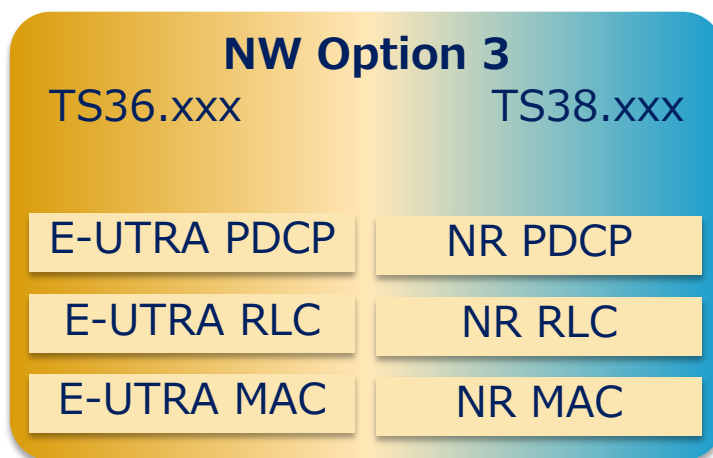 NW Option 3
TS36.xxx TS38.xxx
E-UTRA PDCP NR PDCP
E-UTRA RLC NR RLC
E-UTRA MAC NR MAC